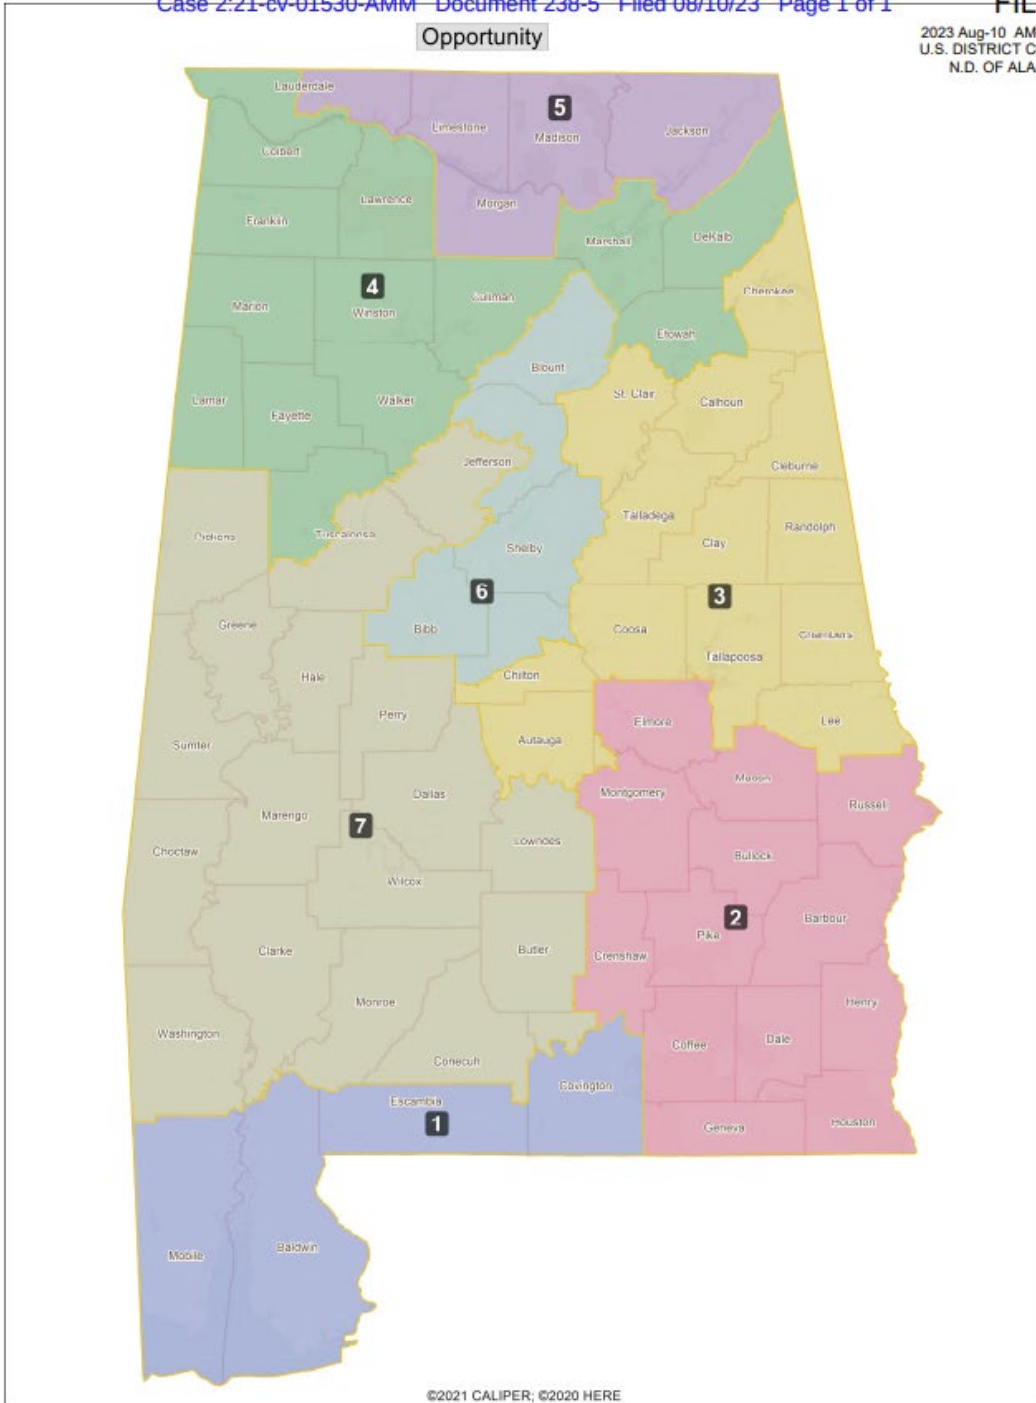 Case 2:21-cv-01530-AMM Document 238-5 Filed 08/10/23 Page 1 of 1
FIL
2023 Aug-10 AM
U.S. DISTRICT C
N.D. OF ALA
Opportunity
Lauderdale
5
Limestone
Madison
Jackson
Colbert
Lawrence
Morgan
Franklin
Marshall
DeKalb
4
Marion
Winston
Cullman
Cherokee
Etowah
Blount
Lamar
Fayette
Walker
St. Clair
Calhoun
Jefferson
Cleburne
Pickens
Tuscaloosa
Talladega
Randolph
Shelby
Clay
6
3
Greene
Bibb
Coosa
Chambers
Tallapoosa
Hale
Chilton
Perry
Elmore
Lee
Sumter
Autauga
Macon
Montgomery
Dallas
Russell
Marengo
7
Choctaw
Lowndes
Bullock
Wilcox
2
Barbour
Pike
Clarke
Butler
Crenshaw
Monroe
Henry
Washington
Coffee
Dale
Conecuh
Covington
Escambia
1
Geneva
Houston
Mobile
Baldwin
©2021 CALIPER; ©2020 HERE